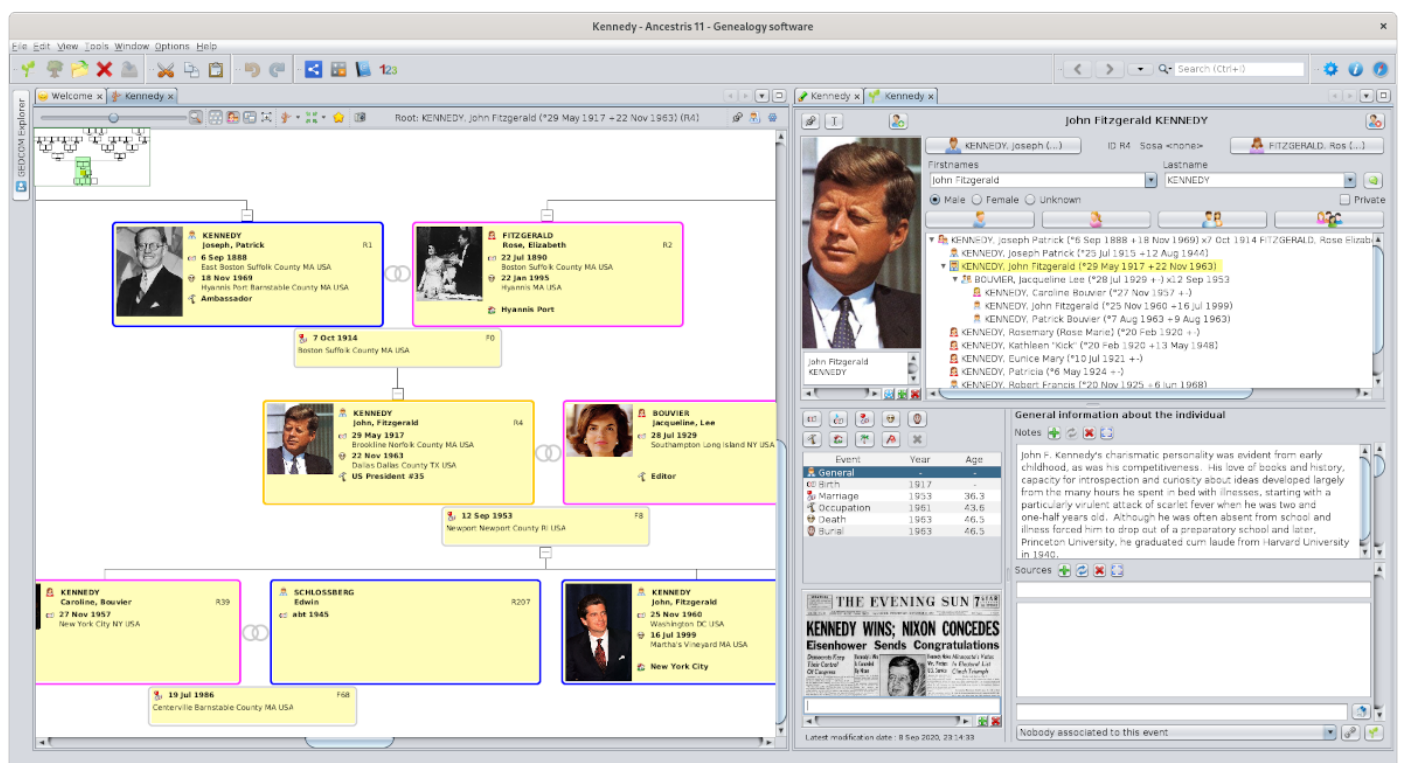 Kennedy - Ancestris 11 - Genealogy software
File Edit View Tools Window Options Help
123
Search (Ctrl+I)
GEDCOM Explorer
Welcome x
Kennedy x
Root: KENNEDY, John Fitzgerald (*29 May 1917 +22 Nov 1963) (R4)
KENNEDY
Joseph, Patrick R1
6 Sep 1888
East Boston Suffolk County MA USA
18 Nov 1969
Hyannis Port Barnstable County MA USA
Ambassador
FITZGERALD
Rose, Elizabeth R2
22 Jul 1890
Boston Suffolk County MA USA
22 Jan 1995
Hyannis MA USA
Hyannis Port
7 Oct 1914 F0
Boston Suffolk County MA USA
KENNEDY
John, Fitzgerald R4
29 May 1917
Brookline Norfolk County MA USA
22 Nov 1963
Dallas Dallas County TX USA
US President #35
BOUVIER
Jacqueline, Lee
28 Jul 1929
Southampton Long Island NY USA
Editor
12 Sep 1953 F8
Newport Newport County RI USA
KENNEDY
Caroline, Bouvier R39
27 Nov 1957
New York City NY USA
SCHLOSSBERG
Edwin R207
abt 1945
KENNEDY
John, Fitzgerald
25 Nov 1960
Washington DC USA
16 Jul 1999
Martha's Vineyard MA USA
New York City
19 Jul 1986 F68
Centerville Barnstable County MA USA
Kennedy x
Kennedy x
John Fitzgerald KENNEDY
KENNEDY, Joseph (...) ID R4 Sosa <none> FITZGERALD, Ros (...)
Firstnames Lastname
John Fitzgerald KENNEDY
Male Female Unknown Private
KENNEDY, Joseph Patrick (*6 Sep 1888 +18 Nov 1969) x7 Oct 1914 FITZGERALD, Rose Elizab
KENNEDY, Joseph Patrick (*25 Jul 1915 +12 Aug 1944)
KENNEDY, John Fitzgerald (*29 May 1917 +22 Nov 1963)
BOUVIER, Jacqueline Lee (*28 Jul 1929 +-) x12 Sep 1953
KENNEDY, Caroline Bouvier (*27 Nov 1957 +-)
KENNEDY, John Fitzgerald (*25 Nov 1960 +16 Jul 1999)
KENNEDY, Patrick Bouvier (*7 Aug 1963 +9 Aug 1963)
KENNEDY, Rosemary (Rose Marie) (*20 Feb 1920 +-)
KENNEDY, Kathleen "Kick" (*20 Feb 1920 +13 May 1948)
KENNEDY, Eunice Mary (*10 Jul 1921 +-)
KENNEDY, Patricia (*6 May 1924 +-)
KENNEDY, Robert Francis (*20 Nov 1925 +6 Jun 1968)
John Fitzgerald
KENNEDY
Event Year Age
General - -
Birth 1917 -
Marriage 1953 36.3
Occupation 1961 43.6
Death 1963 46.5
Burial 1963 46.5
THE EVENING SUN 7 STAR
KENNEDY WINS; NIXON CONCEDES
Eisenhower Sends Congratulations
Democrats Keep
Their Control
Of Congress
Latest modification date : 8 Sep 2020, 23:14:33
General information about the individual
Notes
John F. Kennedy's charismatic personality was evident from early
childhood, as was his competitiveness. His love of books and history,
capacity for introspection and curiosity about ideas developed largely
from the many hours he spent in bed with illnesses, starting with a
particularly virulent attack of scarlet fever when he was two and
one-half years old. Although he was often absent from school and
illness forced him to drop out of a preparatory school and later,
Princeton University, he graduated cum laude from Harvard University
in 1940.
Sources
Nobody associated to this event